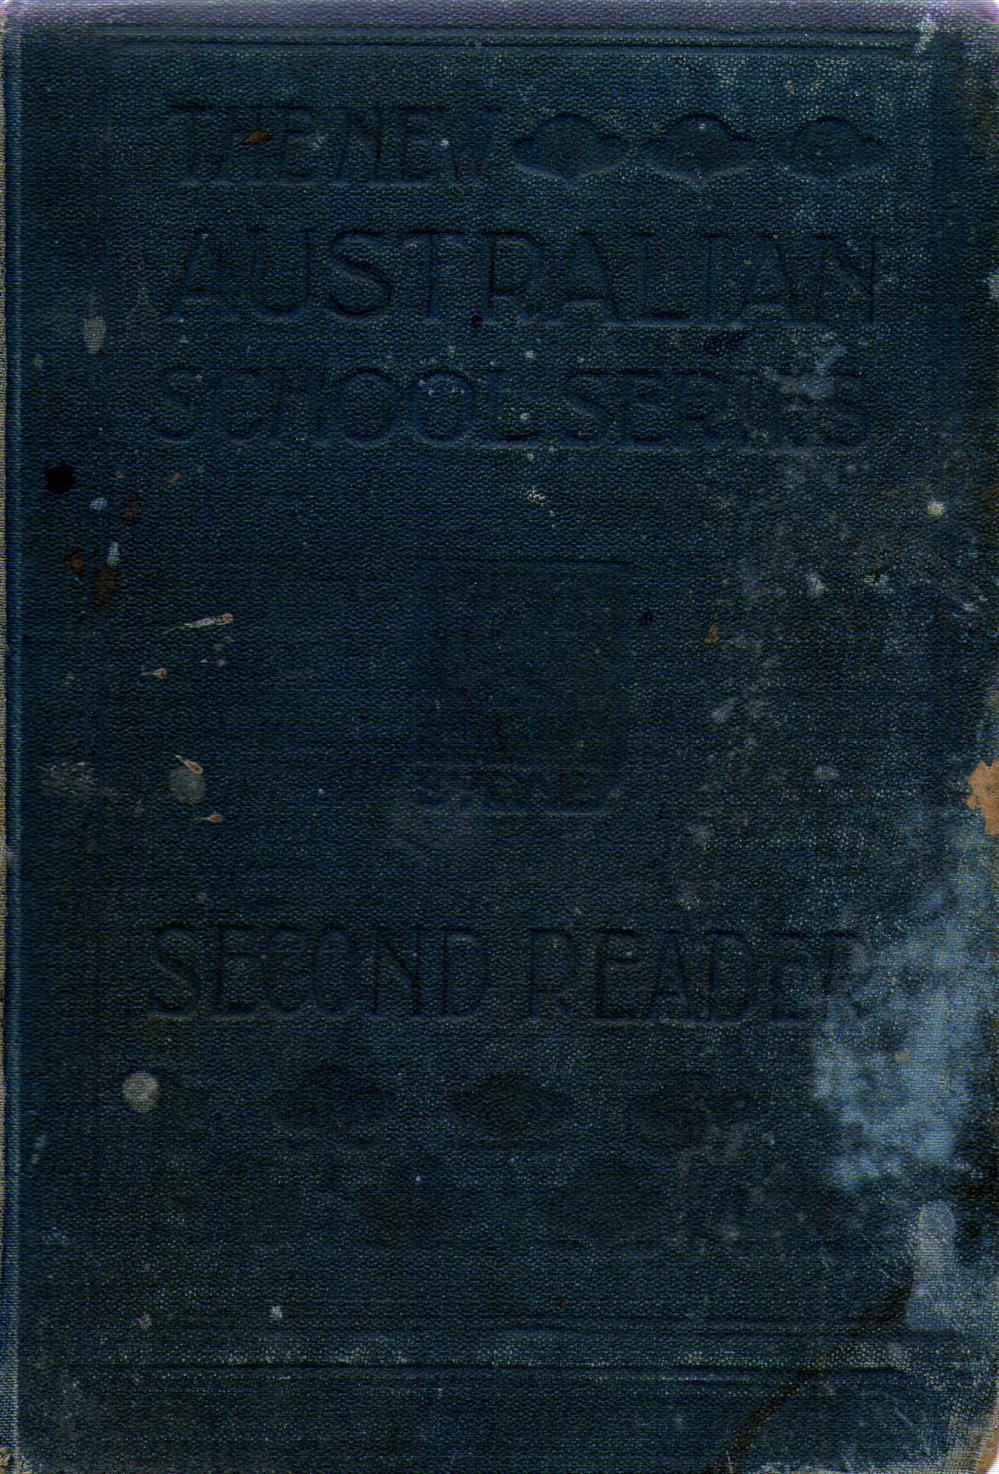 THE NEW
AUSTRALIAN
SCHOOL SERIES
SECOND READER